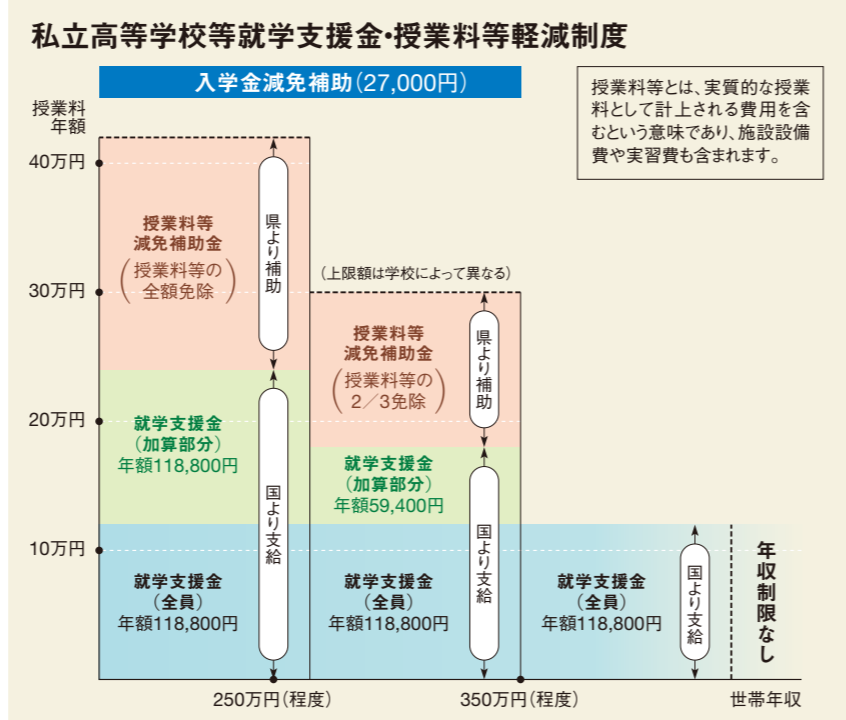 私立高等学校等就学支援金・授業料等軽減制度
入学金減免補助（27,000円）
授業料等とは、実質的な授業
料として計上される費用を含
むという意味であり、施設設備
費や実習費も含まれます。
授業料
年額
40万円
30万円
20万円
10万円
授業料等
減免補助金
（授業料等の
全額免除）
県より補助
（上限額は学校によって異なる）
授業料等
減免補助金
（授業料等の
2／3免除）
県より補助
就学支援金
（加算部分）
年額118,800円
国より支給
就学支援金
（加算部分）
年額59,400円
国より支給
就学支援金
（全員）
年額118,800円
就学支援金
（全員）
年額118,800円
就学支援金
（全員）
年額118,800円
国より支給
年収制限なし
250万円（程度）
350万円（程度）
世帯年収